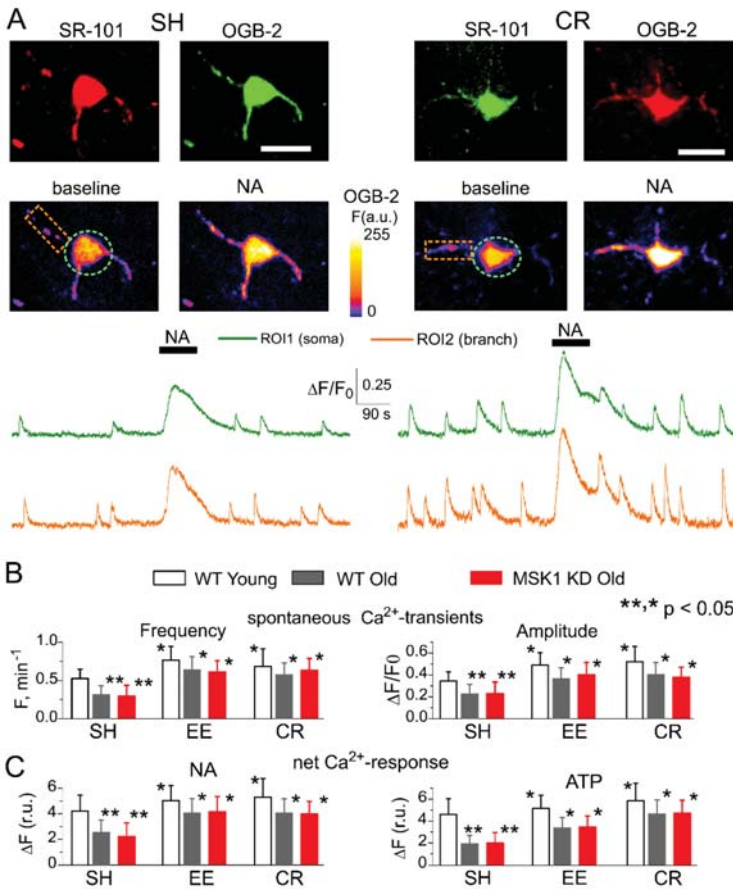 A SH CR
SR-101 OGB-2 SR-101 OGB-2
baseline NA OGB-2 baseline NA
F(a.u.)
255
0
NA ROI1 (soma) ROI2 (branch) NA
ΔF/F0 0.25
90 s
B WT Young WT Old MSK1 KD Old
**,* p < 0.05
spontaneous Ca2+-transients
Frequency Amplitude
F, min-1 ΔF/F0
1.0 0.6
0.5 0.4
0.2
0.0 0.0
* * * * * * * * * *
** ** ** **
SH EE CR SH EE CR
C net Ca2+-response
NA ATP
ΔF (r.u.) ΔF (r.u.)
6 6
4 4
2 2
0 0
* * * * * * * * * * * *
** ** ** **
SH EE CR SH EE CR